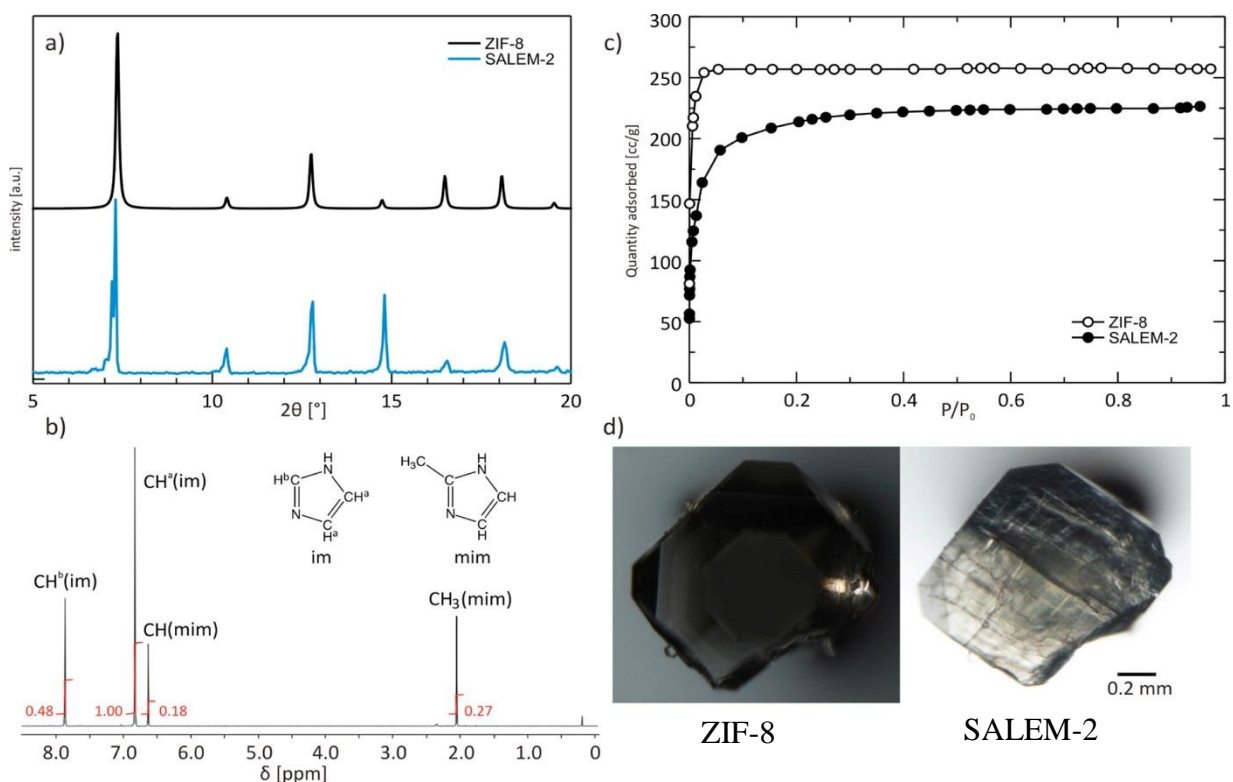 a)
ZIF-8
SALEM-2
intensity [a.u.]
5 10 15 20
2θ [°]
c)
300
250
200
150
100
50
0
Quantity adsorbed [cc/g]
ZIF-8
SALEM-2
0 0.2 0.4 0.6 0.8 1
P/P₀
b)
CHᵃ(im)
CHᵇ(im)
CH(mim)
CH₃(mim)
H
N
HᵇC
CHᵃ
N
C
Hᵃ
im
H₃C
H
N
CH
N
C
H
mim
0.48 1.00 0.18 0.27
8.0 7.0 6.0 5.0 4.0 3.0 2.0 1.0 0
δ [ppm]
d)
0.2 mm
ZIF-8 SALEM-2